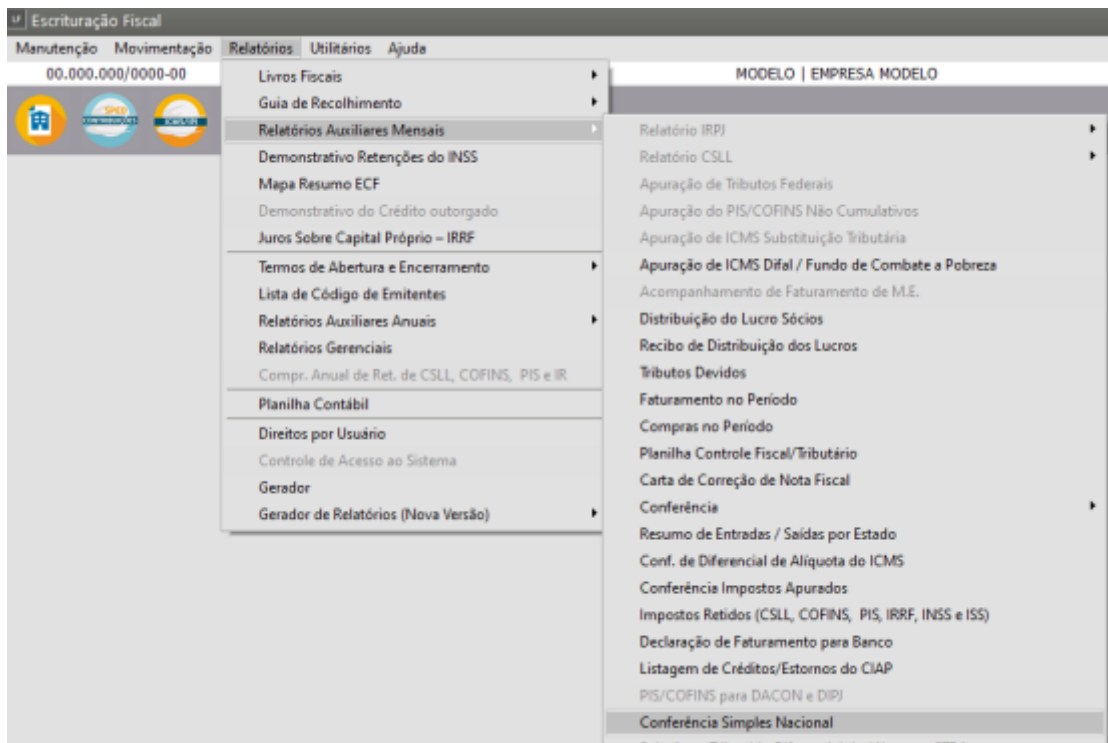 LF Escrituração Fiscal
Manutenção Movimentação Relatórios Utilitários Ajuda
00.000.000/0000-00
MODELO | EMPRESA MODELO
SPED
CONTRIBUIÇÕES
ICMS/IPI
Livros Fiscais
Guia de Recolhimento
Relatórios Auxiliares Mensais
Demonstrativo Retenções do INSS
Mapa Resumo ECF
Demonstrativo do Crédito outorgado
Juros Sobre Capital Próprio – IRRF
Termos de Abertura e Encerramento
Lista de Código de Emitentes
Relatórios Auxiliares Anuais
Relatórios Gerenciais
Compr. Anual de Ret. de CSLL, COFINS, PIS e IR
Planilha Contábil
Direitos por Usuário
Controle de Acesso ao Sistema
Gerador
Gerador de Relatórios (Nova Versão)
Relatório IRPJ
Relatório CSLL
Apuração de Tributos Federais
Apuração do PIS/COFINS Não Cumulativos
Apuração de ICMS Substituição Tributária
Apuração de ICMS Difal / Fundo de Combate a Pobreza
Acompanhamento de Faturamento de M.E.
Distribuição do Lucro Sócios
Recibo de Distribuição dos Lucros
Tributos Devidos
Faturamento no Período
Compras no Período
Planilha Controle Fiscal/Tributário
Carta de Correção de Nota Fiscal
Conferência
Resumo de Entradas / Saídas por Estado
Conf. de Diferencial de Alíquota do ICMS
Conferência Impostos Apurados
Impostos Retidos (CSLL, COFINS, PIS, IRRF, INSS e ISS)
Declaração de Faturamento para Banco
Listagem de Créditos/Estornos do CIAP
PIS/COFINS para DACON e DIPJ
Conferência Simples Nacional